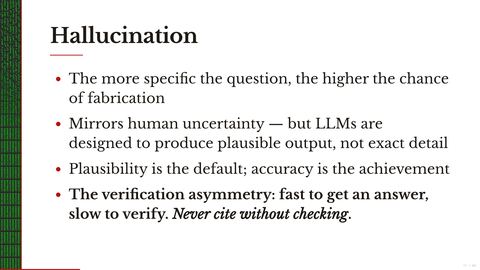 Hallucination
• The more specific the question, the higher the chance
of fabrication
• Mirrors human uncertainty — but LLMs are
designed to produce plausible output, not exact detail
• Plausibility is the default; accuracy is the achievement
• The verification asymmetry: fast to get an answer,
slow to verify. Never cite without checking.